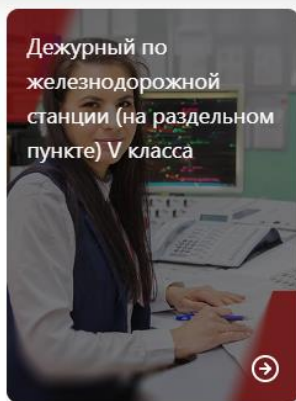 Дежурный по
железнодорожной
станции (на раздельном
пункте) V класса